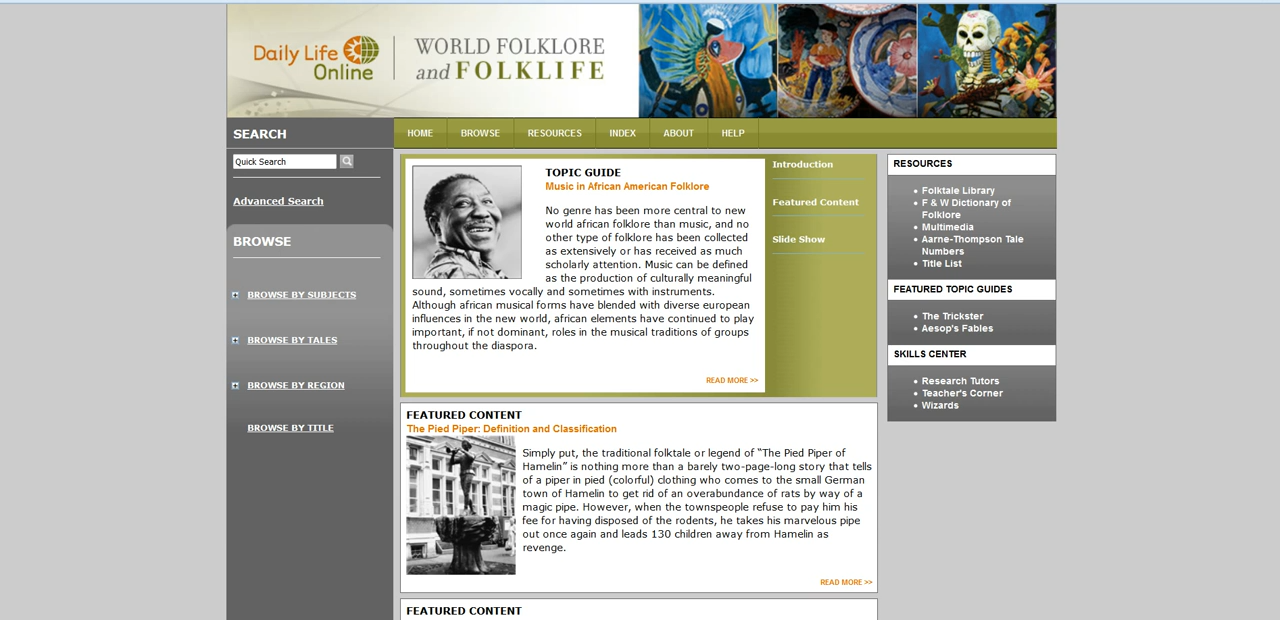 Daily Life Online
WORLD FOLKLORE
and FOLKLIFE
SEARCH
HOME
BROWSE
RESOURCES
INDEX
ABOUT
HELP
Quick Search
Advanced Search
BROWSE
BROWSE BY SUBJECTS
BROWSE BY TALES
BROWSE BY REGION
BROWSE BY TITLE
TOPIC GUIDE
Music in African American Folklore
No genre has been more central to new
world african folklore than music, and no
other type of folklore has been collected
as extensively or has received as much
scholarly attention. Music can be defined
as the production of culturally meaningful
sound, sometimes vocally and sometimes with instruments.
Although african musical forms have blended with diverse european
influences in the new world, african elements have continued to play
important, if not dominant, roles in the musical traditions of groups
throughout the diaspora.
READ MORE >>
Introduction
Featured Content
Slide Show
FEATURED CONTENT
The Pied Piper: Definition and Classification
Simply put, the traditional folktale or legend of “The Pied Piper of
Hamelin” is nothing more than a barely two-page-long story that tells
of a piper in pied (colorful) clothing who comes to the small German
town of Hamelin to get rid of an overabundance of rats by way of a
magic pipe. However, when the townspeople refuse to pay him his
fee for having disposed of the rodents, he takes his marvelous pipe
out once again and leads 130 children away from Hamelin as
revenge.
READ MORE >>
FEATURED CONTENT
RESOURCES
Folktale Library
F & W Dictionary of
Folklore
Multimedia
Aarne-Thompson Tale
Numbers
Title List
FEATURED TOPIC GUIDES
The Trickster
Aesop's Fables
SKILLS CENTER
Research Tutors
Teacher's Corner
Wizards